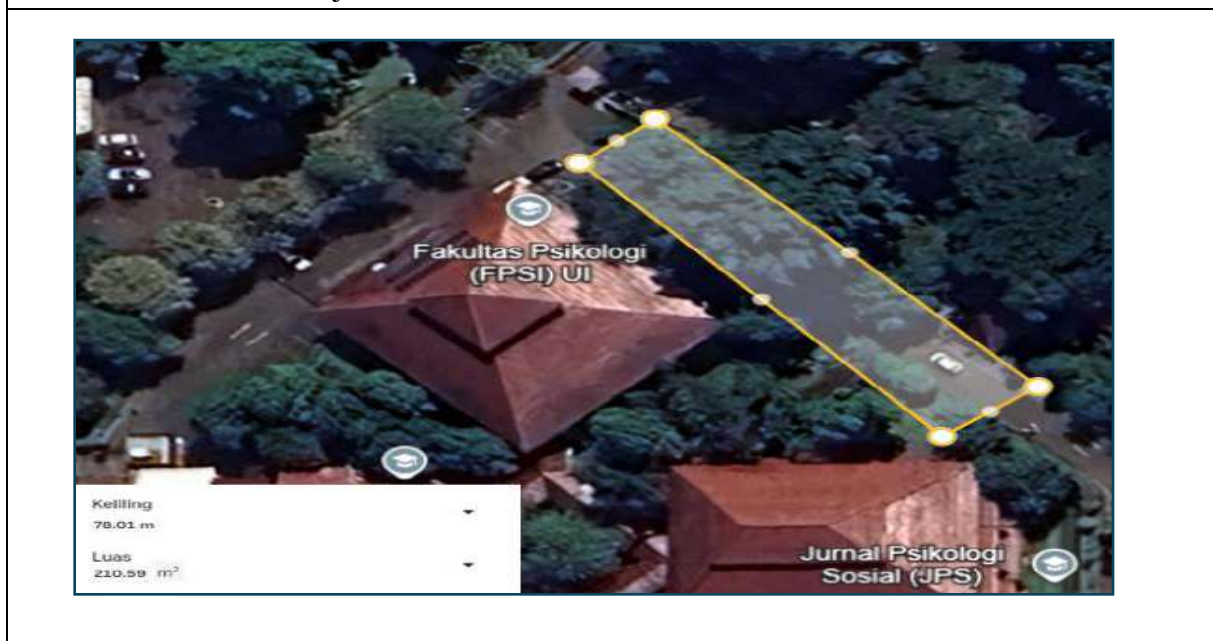 Fakultas Psikologi
(FPSI) UI
Keliling
78.01 m
Luas
210.59 m²
Jurnal Psikologi
Sosial (JPS)